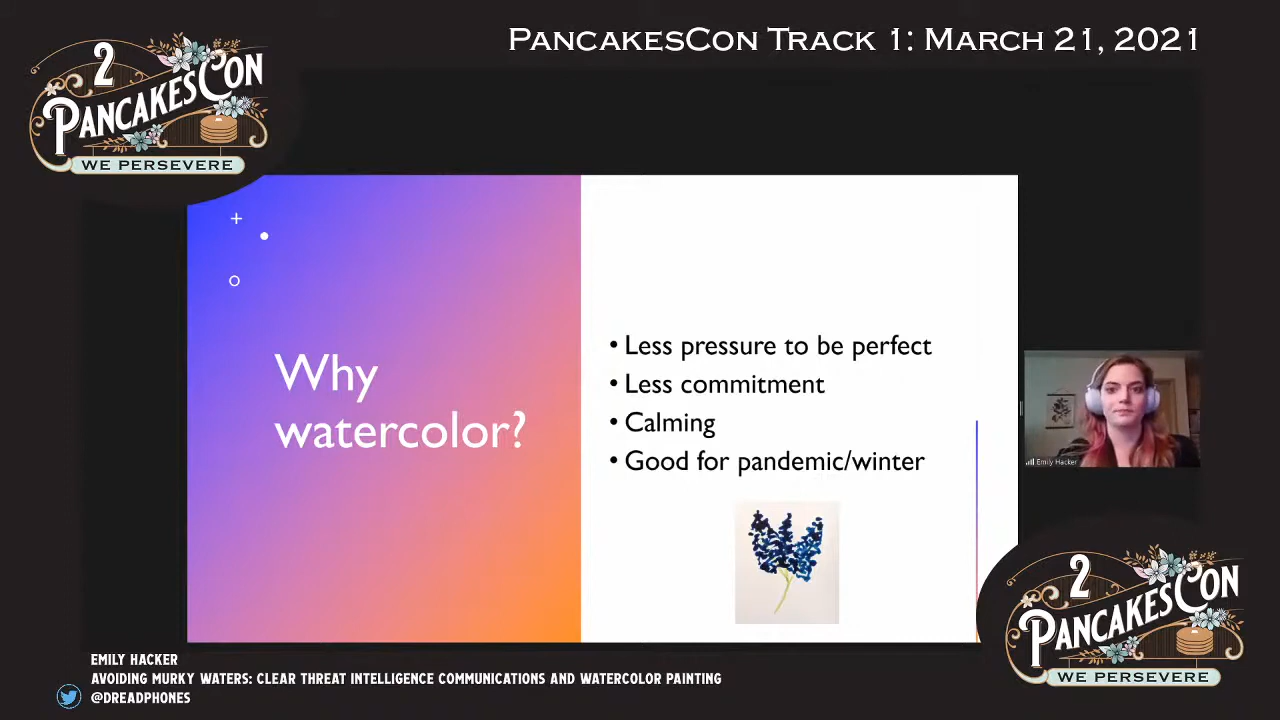 PancakesCon Track 1: March 21, 2021
2
PancakesCon
WE PERSEVERE
Why
watercolor?
• Less pressure to be perfect
• Less commitment
• Calming
• Good for pandemic/winter
Emily Hacker
EMILY HACKER
AVOIDING MURKY WATERS: CLEAR THREAT INTELLIGENCE COMMUNICATIONS AND WATERCOLOR PAINTING
@DREADPHONES
2
PancakesCon
WE PERSEVERE